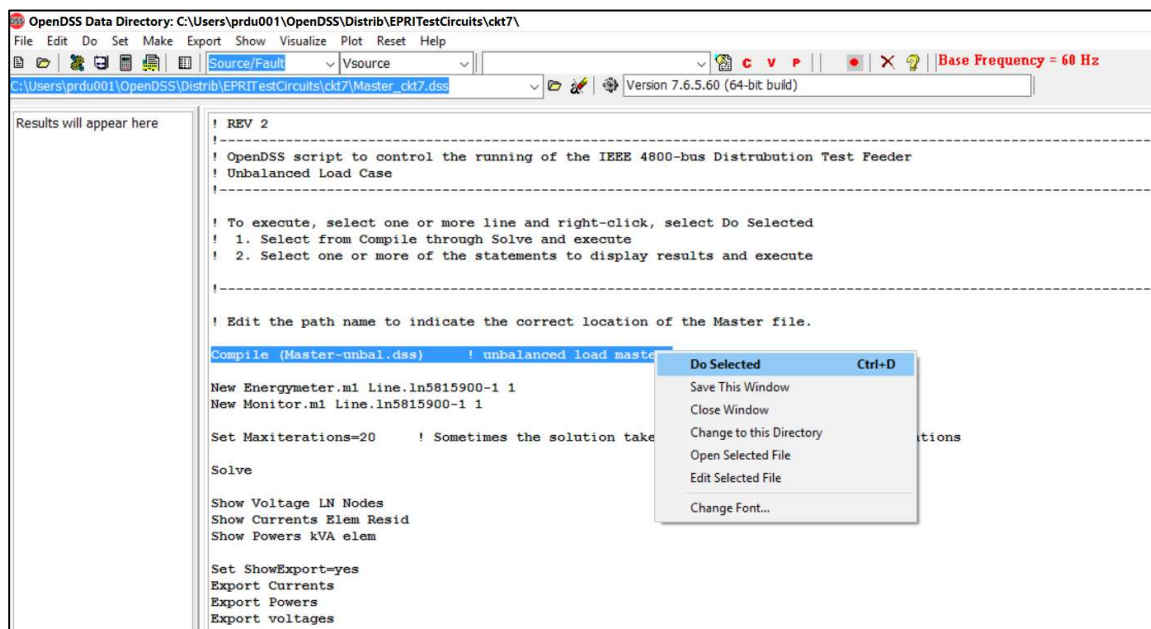 OpenDSS Data Directory: C:\Users\prdu001\OpenDSS\Distrib\EPRITestCircuits\ckt7\
File Edit Do Set Make Export Show Visualize Plot Reset Help
Source/Fault Vsource C V P Base Frequency = 60 Hz
C:\Users\prdu001\OpenDSS\Distrib\EPRITestCircuits\ckt7\Master_ckt7.dss Version 7.6.5.60 (64-bit build)
Results will appear here
! REV 2
!------------------------------------------------------------
! OpenDSS script to control the running of the IEEE 4800-bus Distrubution Test Feeder
! Unbalanced Load Case
!------------------------------------------------------------
! To execute, select one or more line and right-click, select Do Selected
! 1. Select from Compile through Solve and execute
! 2. Select one or more of the statements to display results and execute
!------------------------------------------------------------
! Edit the path name to indicate the correct location of the Master file.
Compile (Master-unbal.dss) ! unbalanced load maste
New Energymeter.m1 Line.ln5815900-1 1
New Monitor.m1 Line.ln5815900-1 1
Set Maxiterations=20 ! Sometimes the solution take tions
Solve
Show Voltage LN Nodes
Show Currents Elem Resid
Show Powers kVA elem
Set ShowExport=yes
Export Currents
Export Powers
Export voltages
Do Selected Ctrl+D
Save This Window
Close Window
Change to this Directory
Open Selected File
Edit Selected File
Change Font...